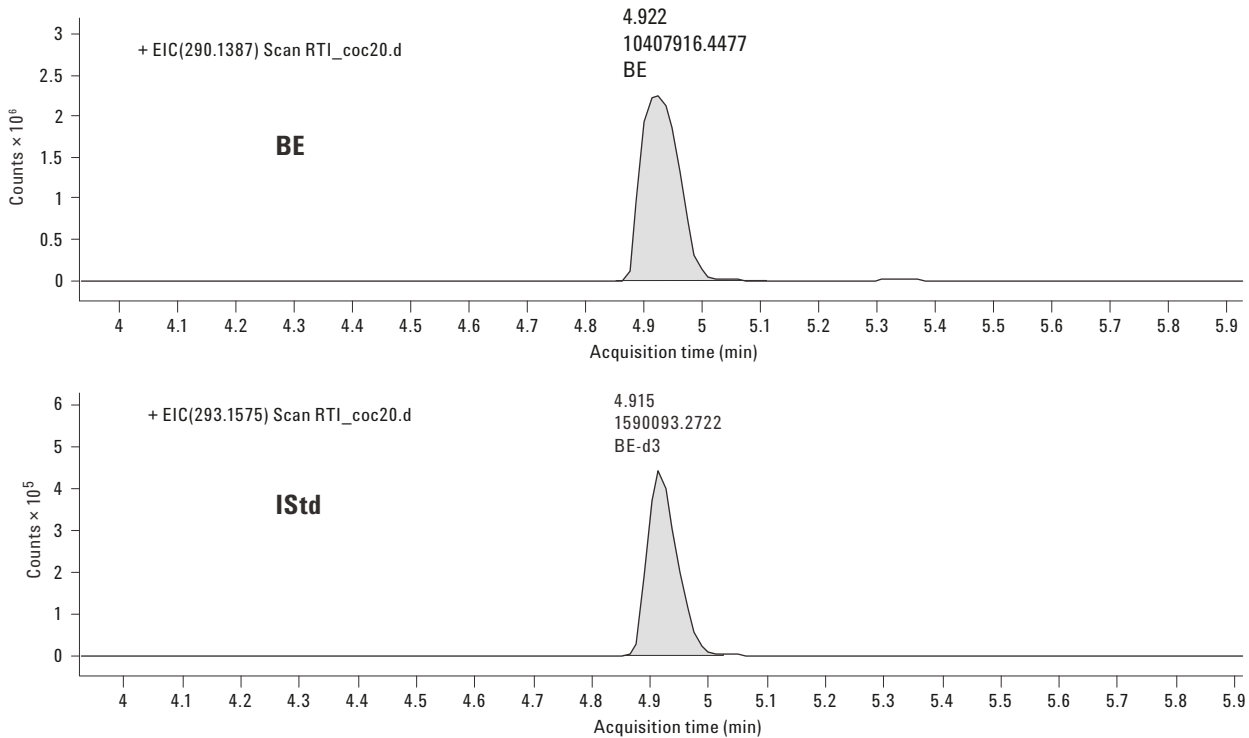 4.922
10407916.4477
BE
+ EIC(290.1387) Scan RTI_coc20.d
BE
Counts × 10⁶
3
2.5
2
1.5
1
0.5
0
4 4.1 4.2 4.3 4.4 4.5 4.6 4.7 4.8 4.9 5 5.1 5.2 5.3 5.4 5.5 5.6 5.7 5.8 5.9
Acquisition time (min)
4.915
1590093.2722
BE-d3
+ EIC(293.1575) Scan RTI_coc20.d
IStd
Counts × 10⁵
6
5
4
3
2
1
0
4 4.1 4.2 4.3 4.4 4.5 4.6 4.7 4.8 4.9 5 5.1 5.2 5.3 5.4 5.5 5.6 5.7 5.8 5.9
Acquisition time (min)